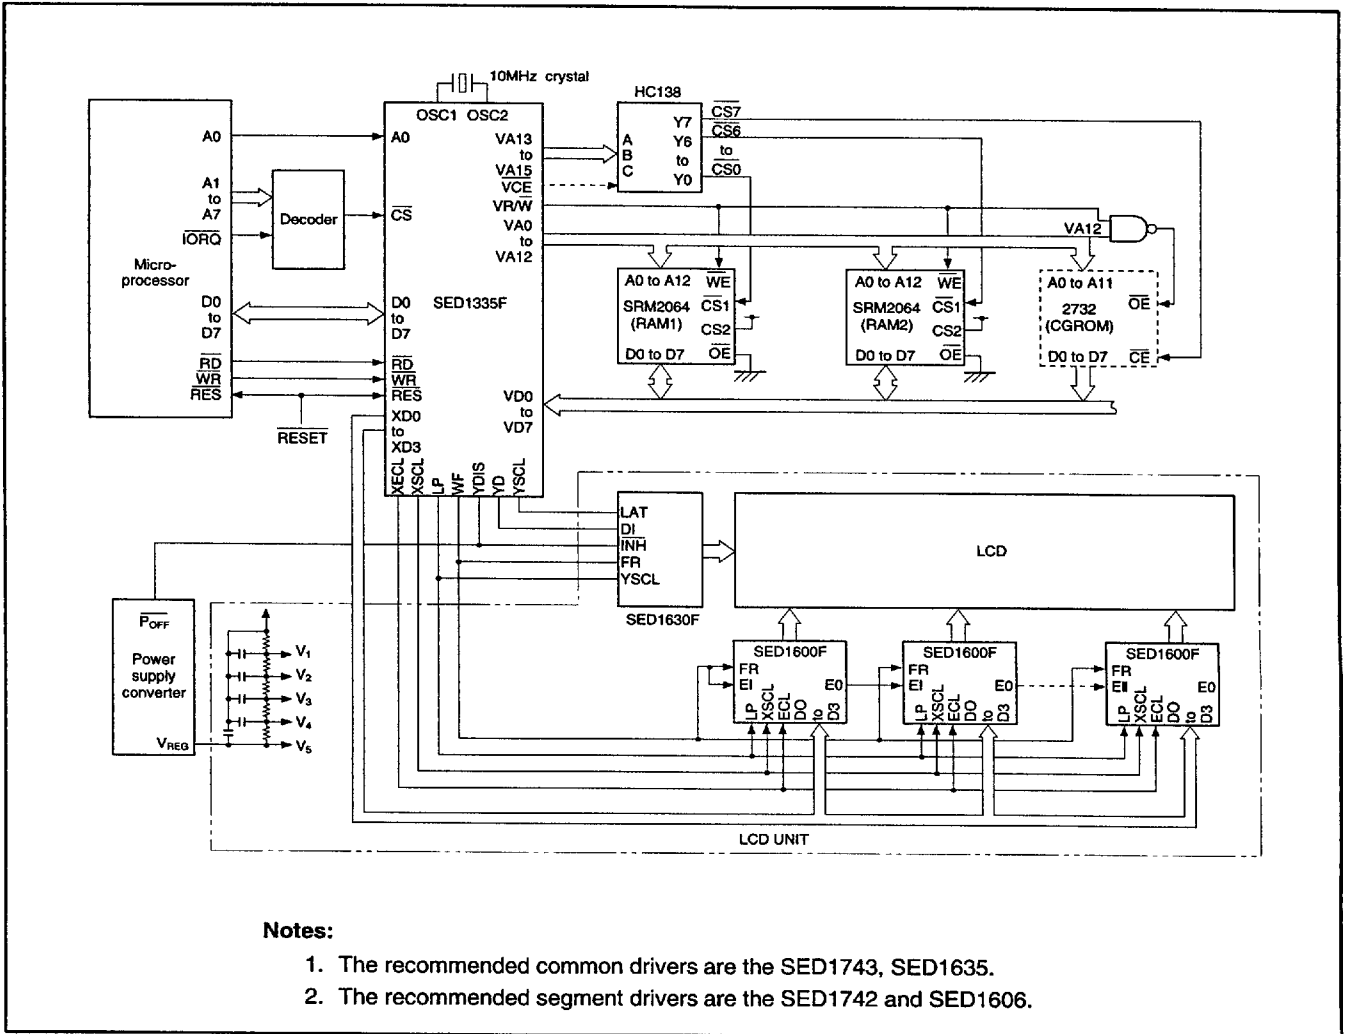 10MHz crystal
HC138
OSC1 OSC2
A0
A1
to
A7
IORQ
Micro-
processor
D0
to
D7
RD
WR
RES
Decoder
RESET
A0
CS
D0
to
D7
RD
WR
RES
XD0
to
XD3
SED1335F
VA13
to
VA15
VCE
VR/W
VA0
to
VA12
VD0
to
VD7
XECL
XSCL
LP
WF
YDIS
YD
YSCL
A
B
C
Y7
Y6
to
Y0
CS7
CS6
to
CS0
VA12
A0 to A12
WE
SRM2064
(RAM1)
CS1
CS2
D0 to D7
OE
A0 to A12
WE
SRM2064
(RAM2)
CS1
CS2
D0 to D7
OE
A0 to A11
OE
2732
(CGROM)
D0 to D7
CE
LAT
DI
INH
FR
YSCL
SED1630F
LCD
POFF
Power
supply
converter
VREG
V1
V2
V3
V4
V5
SED1600F
FR
EI
E0
LP
XSCL
ECL
DO
to
D3
SED1600F
FR
EI
E0
LP
XSCL
ECL
DO
to
D3
SED1600F
FR
EI
E0
LP
XSCL
ECL
DO
to
D3
LCD UNIT
Notes:
1. The recommended common drivers are the SED1743, SED1635.
2. The recommended segment drivers are the SED1742 and SED1606.